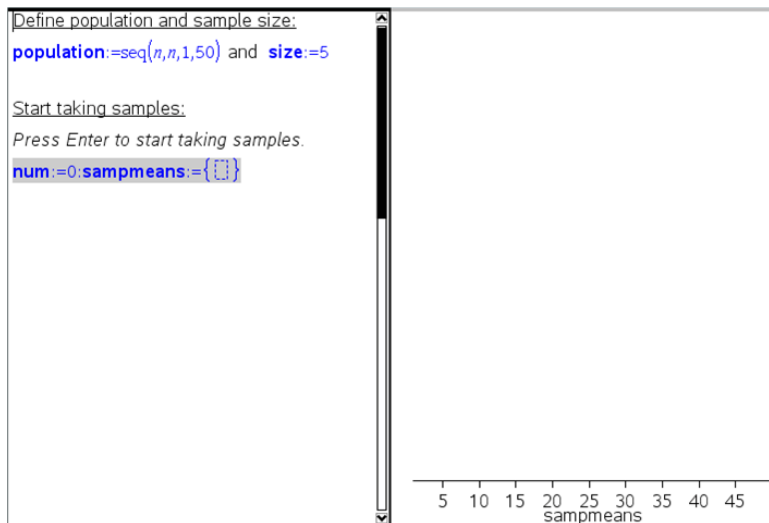 Define population and sample size:
population:=seq(n,n,1,50) and size:=5
Start taking samples:
Press Enter to start taking samples.
num:=0:sampmeans:={▯}
5 10 15 20 25 30 35 40 45
sampmeans